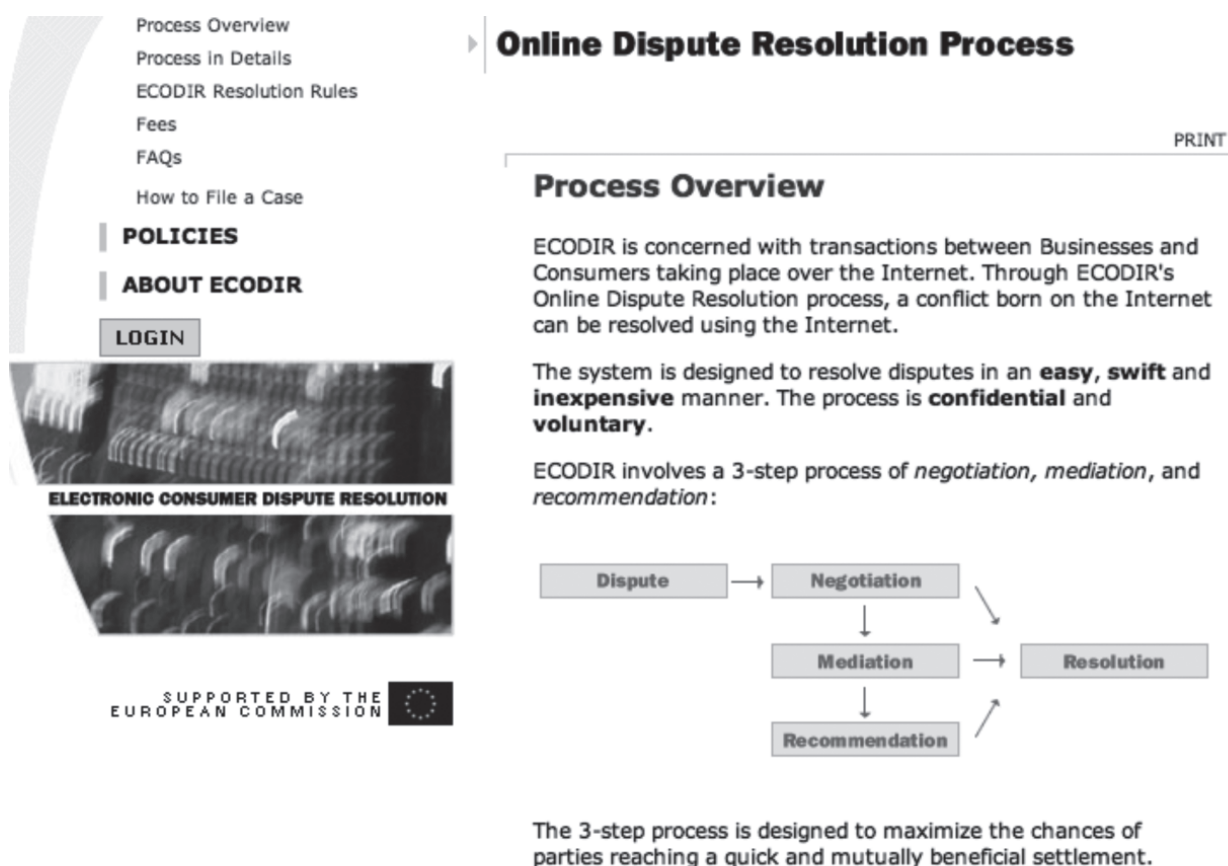 Process Overview
Process in Details
ECODIR Resolution Rules
Fees
FAQs
How to File a Case
POLICIES
ABOUT ECODIR
LOGIN
ELECTRONIC CONSUMER DISPUTE RESOLUTION
SUPPORTED BY THE
EUROPEAN COMMISSION
Online Dispute Resolution Process
PRINT
Process Overview
ECODIR is concerned with transactions between Businesses and
Consumers taking place over the Internet. Through ECODIR's
Online Dispute Resolution process, a conflict born on the Internet
can be resolved using the Internet.
The system is designed to resolve disputes in an easy, swift and
inexpensive manner. The process is confidential and
voluntary.
ECODIR involves a 3-step process of negotiation, mediation, and
recommendation:
Dispute
Negotiation
Mediation
Resolution
Recommendation
The 3-step process is designed to maximize the chances of
parties reaching a quick and mutually beneficial settlement.